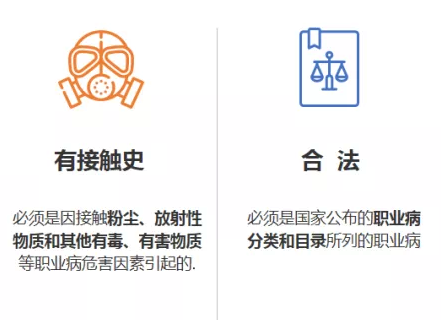 有接触史
必须是因接触粉尘、放射性
物质和其他有毒、有害物质
等职业病危害因素引起的.
合 法
必须是国家公布的职业病
分类和目录所列的职业病